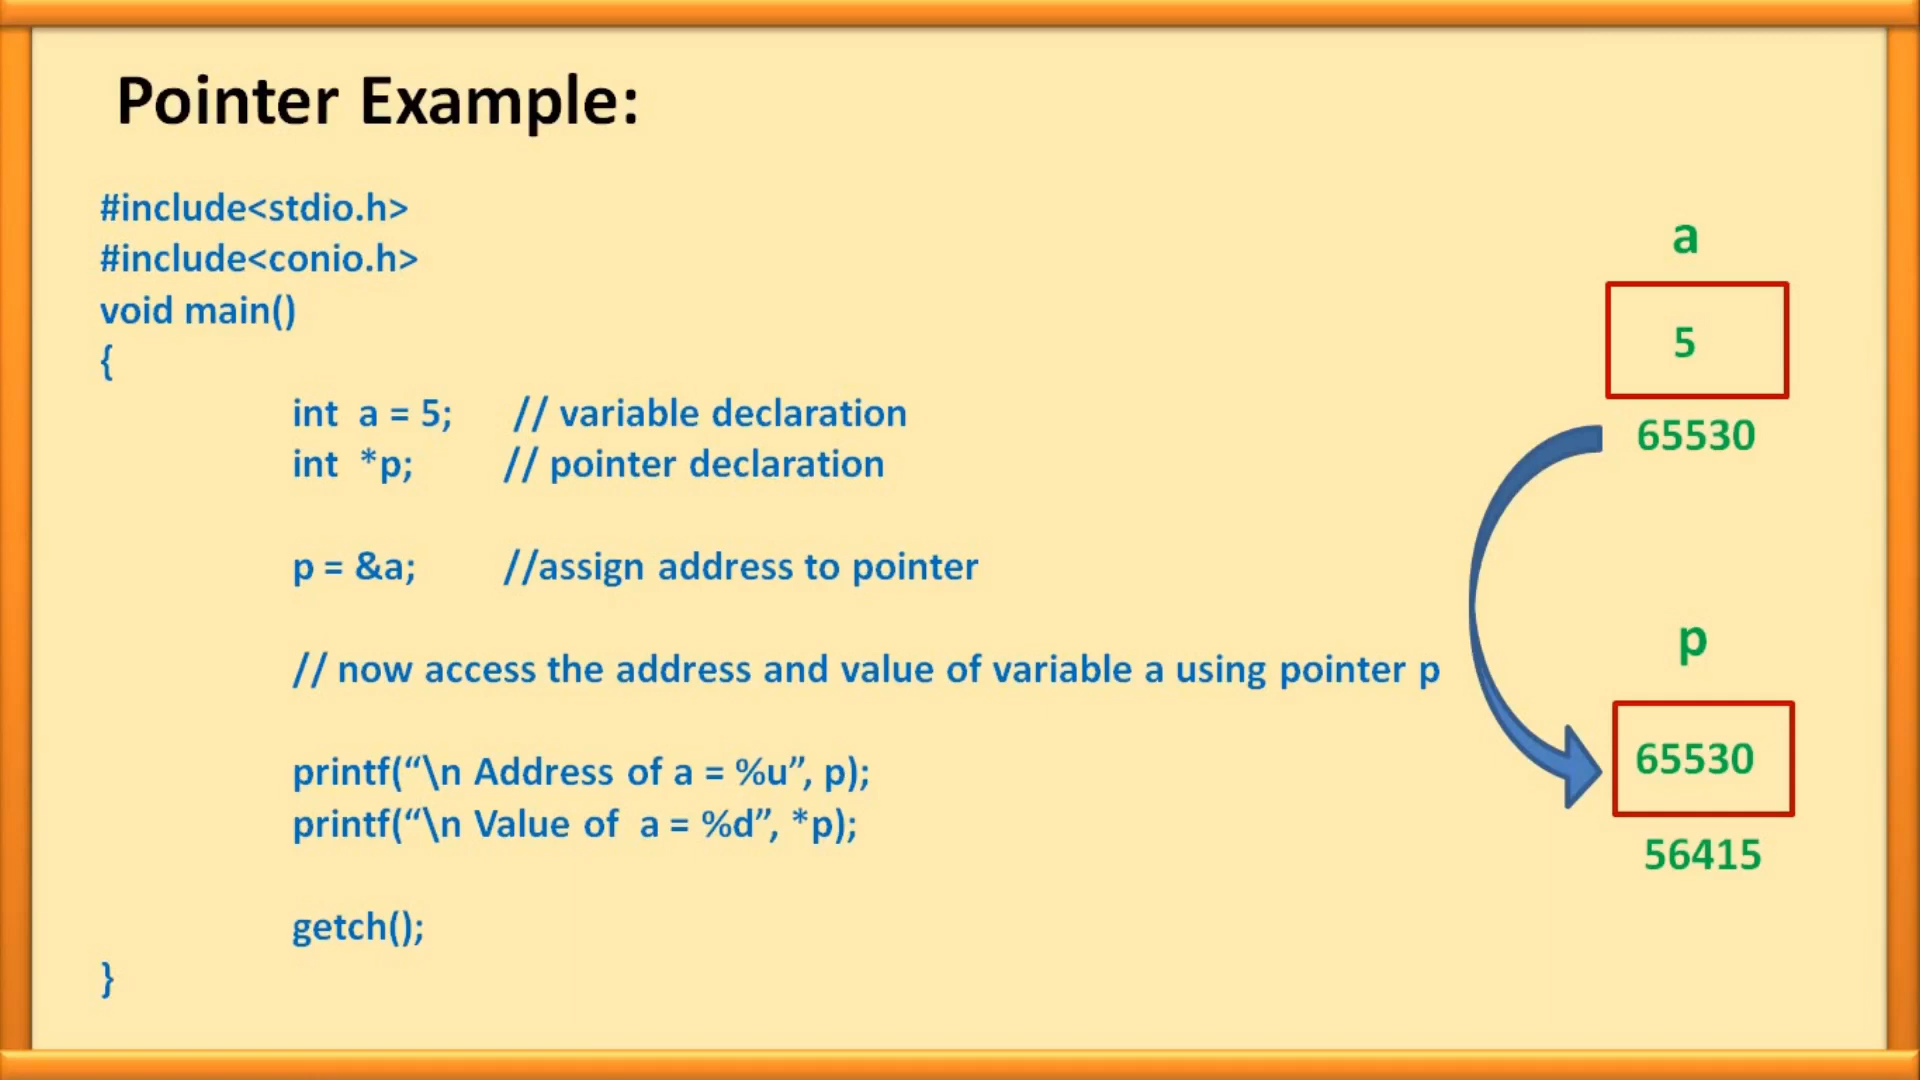 Pointer Example:
#include<stdio.h>
#include<conio.h>
void main()
{
int a = 5; // variable declaration
int *p; // pointer declaration
p = &a; //assign address to pointer
// now access the address and value of variable a using pointer p
printf(“\n Address of a = %u”, p);
printf(“\n Value of a = %d”, *p);
getch();
}
a
5
65530
p
65530
56415